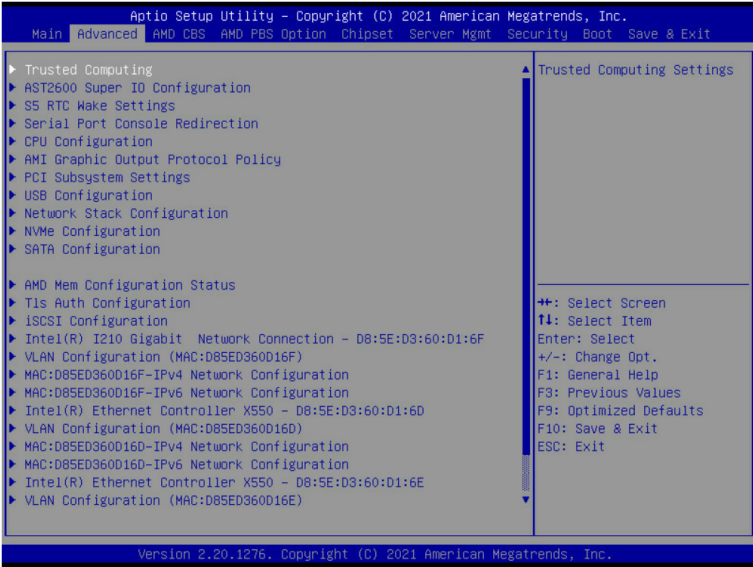 Aptio Setup Utility – Copyright (C) 2021 American Megatrends, Inc.
Main Advanced AMD CBS AMD PBS Option Chipset Server Mgmt Security Boot Save & Exit
Trusted Computing
AST2600 Super IO Configuration
S5 RTC Wake Settings
Serial Port Console Redirection
CPU Configuration
AMI Graphic Output Protocol Policy
PCI Subsystem Settings
USB Configuration
Network Stack Configuration
NVMe Configuration
SATA Configuration
AMD Mem Configuration Status
Tls Auth Configuration
iSCSI Configuration
Intel(R) I210 Gigabit  Network Connection – D8:5E:D3:60:D1:6F
VLAN Configuration (MAC:D85ED360D16F)
MAC:D85ED360D16F-IPv4 Network Configuration
MAC:D85ED360D16F-IPv6 Network Configuration
Intel(R) Ethernet Controller X550 – D8:5E:D3:60:D1:6D
VLAN Configuration (MAC:D85ED360D16D)
MAC:D85ED360D16D-IPv4 Network Configuration
MAC:D85ED360D16D-IPv6 Network Configuration
Intel(R) Ethernet Controller X550 – D8:5E:D3:60:D1:6E
VLAN Configuration (MAC:D85ED360D16E)
Trusted Computing Settings
→←: Select Screen
↑↓: Select Item
Enter: Select
+/-: Change Opt.
F1: General Help
F3: Previous Values
F9: Optimized Defaults
F10: Save & Exit
ESC: Exit
Version 2.20.1276. Copyright (C) 2021 American Megatrends, Inc.